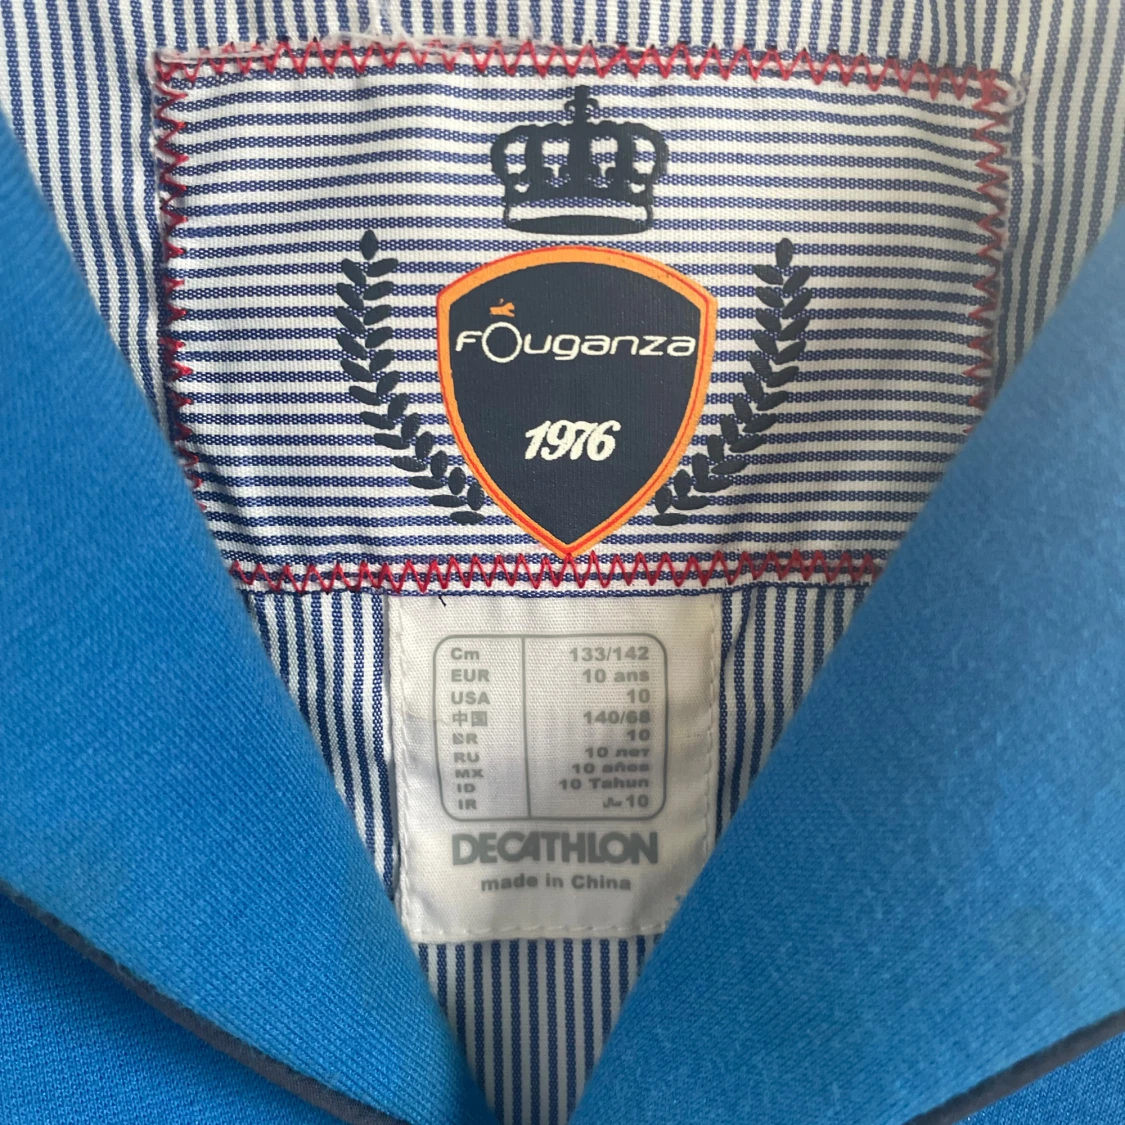 FOuganza
1976
Cm 133/142
EUR 10 ans
USA 10
中国 140/68
BR 10
RU 10 лет
MX 10 años
ID 10 Tahun
IR 10 سال
DECATHLON
made in China